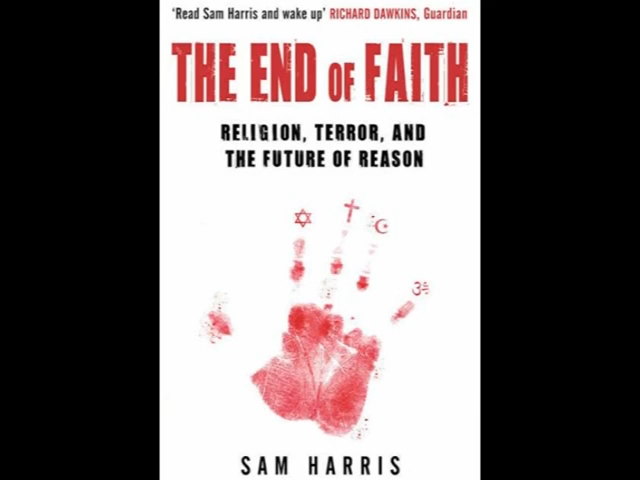 ‘Read Sam Harris and wake up’ RICHARD DAWKINS, Guardian
THE END OF FAITH
RELIGION, TERROR, AND
THE FUTURE OF REASON
SAM HARRIS